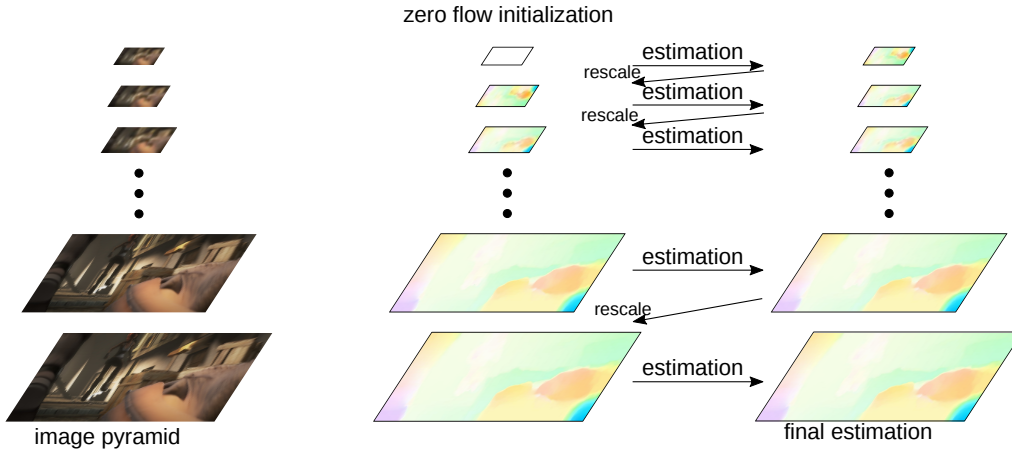 zero flow initialization
estimation
rescale
estimation
rescale
estimation
estimation
rescale
estimation
image pyramid
final estimation